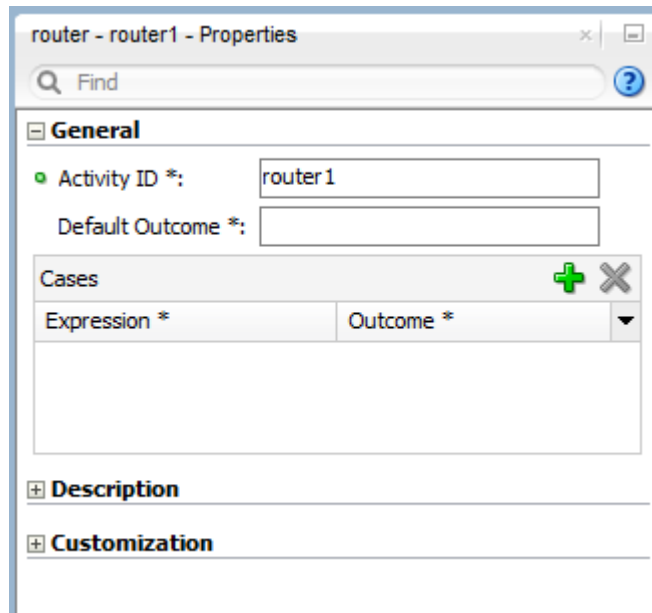 router - router1 - Properties
Find
General
Activity ID *: router1
Default Outcome *:
Cases
Expression * Outcome *
Description
Customization